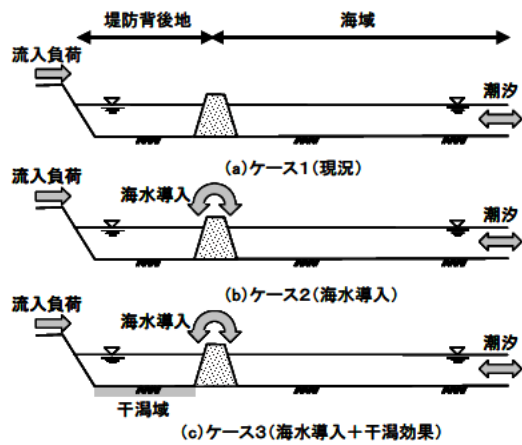 堤防背後地 海域
流入負荷
潮汐
(a)ケース1(現況)
流入負荷 海水導入
潮汐
(b)ケース2(海水導入)
流入負荷 海水導入
潮汐
干潟域
(c)ケース3(海水導入+干潟効果)